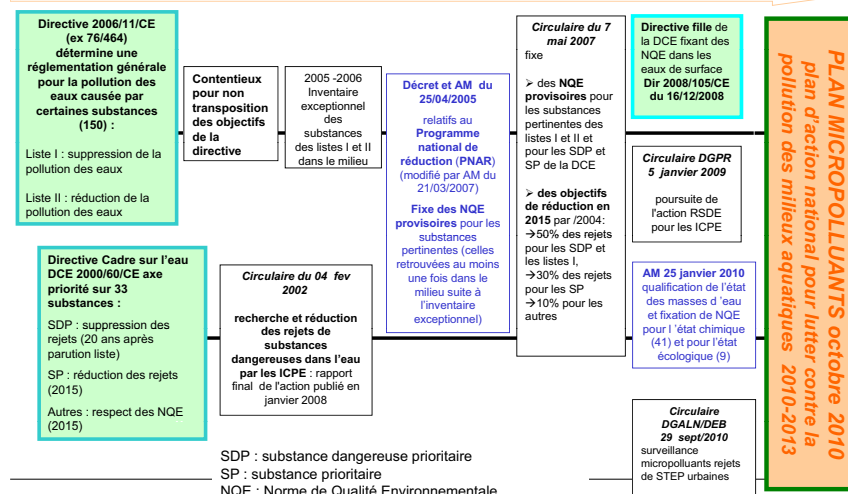 Directive 2006/11/CE
(ex 76/464)
détermine une
réglementation générale
pour la pollution des
eaux causée par
certaines substances
(150) :
Liste I : suppression de la
pollution des eaux
Liste II : réduction de la
pollution des eaux
Contentieux
pour non
transposition
des objectifs
de la
directive
2005 -2006
Inventaire
exceptionnel
des
substances
des listes I et II
dans le milieu
Décret et AM du
25/04/2005
relatifs au
Programme
national de
réduction (PNAR)
(modifié par AM du
21/03/2007)
Fixe des NQE
provisoires pour les
substances
pertinentes (celles
retrouvées au moins
une fois dans le
milieu suite à
l'inventaire
exceptionnel)
Circulaire du 7
mai 2007
fixe
➢ des NQE
provisoires pour
les substances
pertinentes des
listes I et II et
pour les SDP et
SP de la DCE
➢ des objectifs
de réduction en
2015 par /2004:
→50% des rejets
pour les SDP et
les listes I,
→30% des rejets
pour les SP
→10% pour les
autres
Directive fille de
la DCE fixant des
NQE dans les
eaux de surface
Dir 2008/105/CE
du 16/12/2008
Circulaire DGPR
5 janvier 2009
poursuite de
l'action RSDE
pour les ICPE
AM 25 janvier 2010
qualification de l'état
des masses d 'eau
et fixation de NQE
pour l 'état chimique
(41) et pour l'état
écologique (9)
Circulaire
DGALN/DEB
29 sept/2010
surveillance
micropolluants rejets
de STEP urbaines
PLAN MICROPOLLUANTS octobre 2010
plan d'action national pour lutter contre la
pollution des milieux aquatiques 2010-2013
Directive Cadre sur l'eau
DCE 2000/60/CE axe
priorité sur 33
substances :
SDP : suppression des
rejets (20 ans après
parution liste)
SP : réduction des rejets
(2015)
Autres : respect des NQE
(2015)
Circulaire du 04 fev
2002
recherche et réduction
des rejets de
substances
dangereuses dans l'eau
par les ICPE : rapport
final de l'action publié en
janvier 2008
SDP : substance dangereuse prioritaire
SP : substance prioritaire
NQE : Norme de Qualité Environnementale